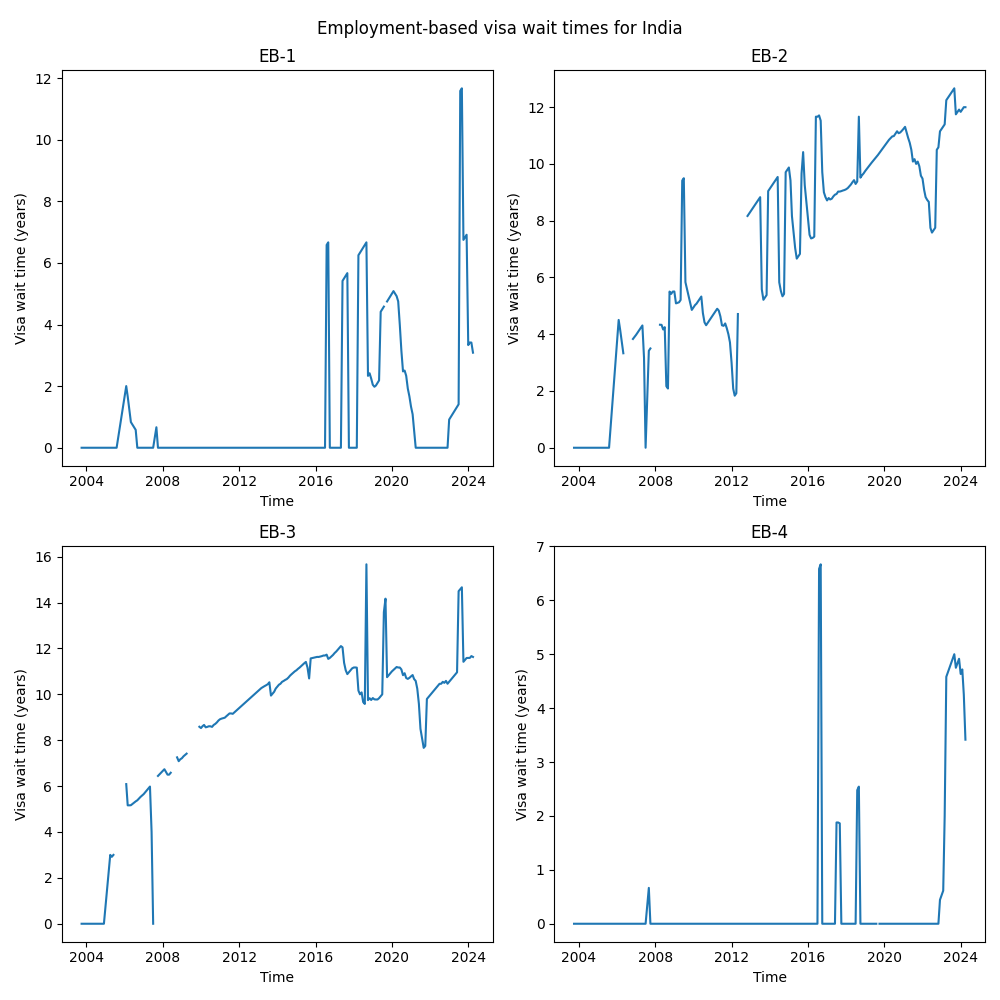 Employment-based visa wait times for India
EB-1
Visa wait time (years)
12
10
8
6
4
2
0
2004 2008 2012 2016 2020 2024
Time
EB-2
Visa wait time (years)
12
10
8
6
4
2
0
2004 2008 2012 2016 2020 2024
Time
EB-3
Visa wait time (years)
16
14
12
10
8
6
4
2
0
2004 2008 2012 2016 2020 2024
Time
EB-4
Visa wait time (years)
7
6
5
4
3
2
1
0
2004 2008 2012 2016 2020 2024
Time